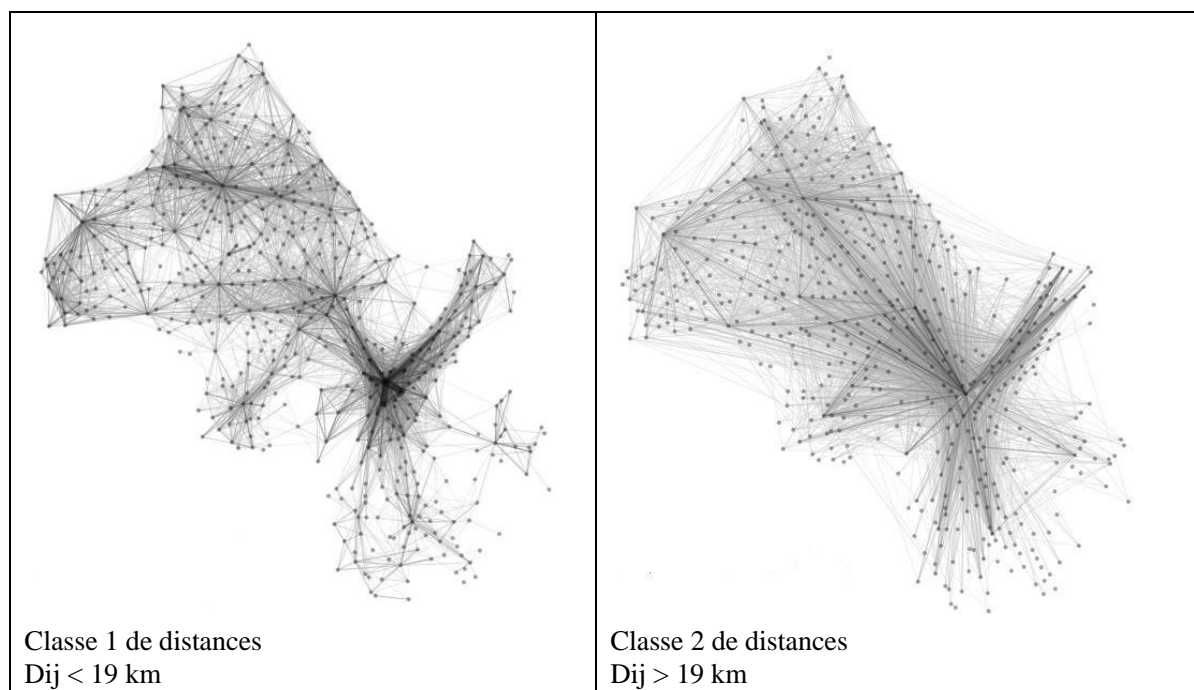 Classe 1 de distances
Dij < 19 km
Classe 2 de distances
Dij > 19 km